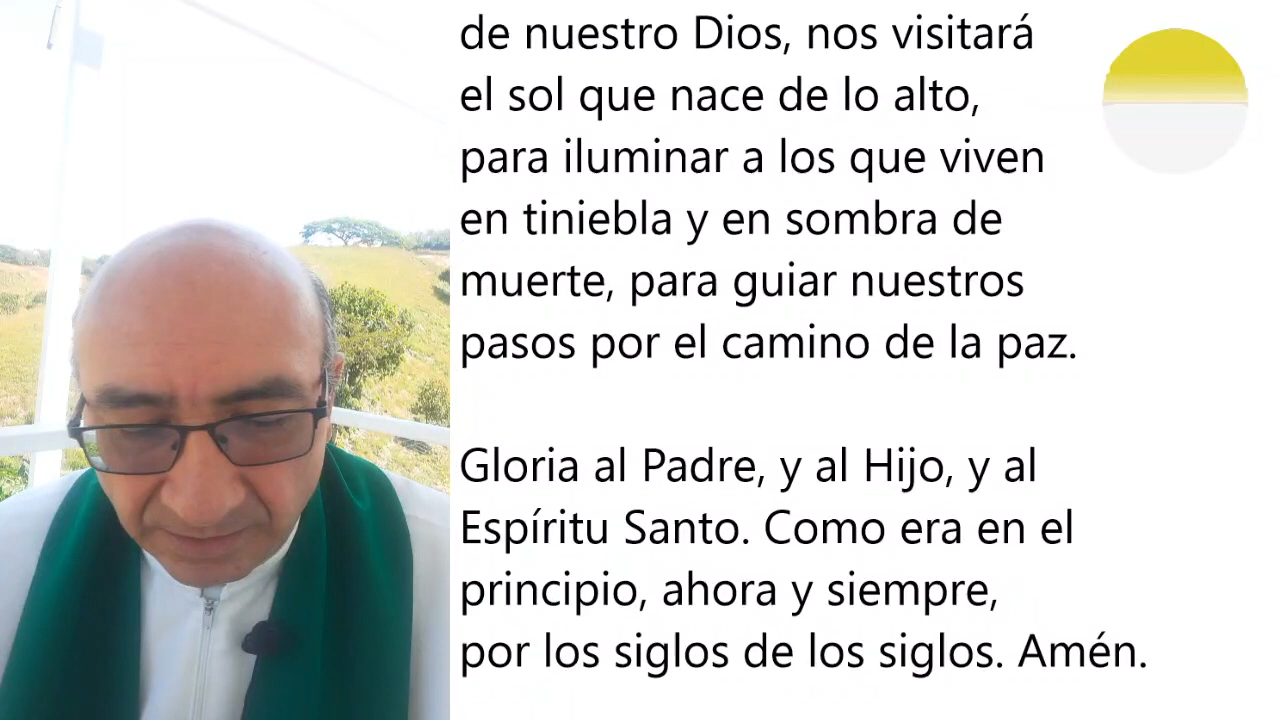 de nuestro Dios, nos visitará
el sol que nace de lo alto,
para iluminar a los que viven
en tiniebla y en sombra de
muerte, para guiar nuestros
pasos por el camino de la paz.
Gloria al Padre, y al Hijo, y al
Espíritu Santo. Como era en el
principio, ahora y siempre,
por los siglos de los siglos. Amén.